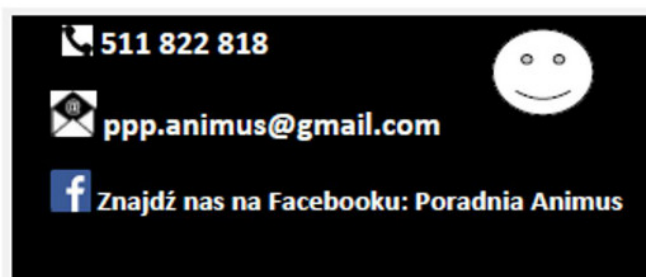 511 822 818
ppp.animus@gmail.com
Znajdź nas na Facebooku: Poradnia Animus